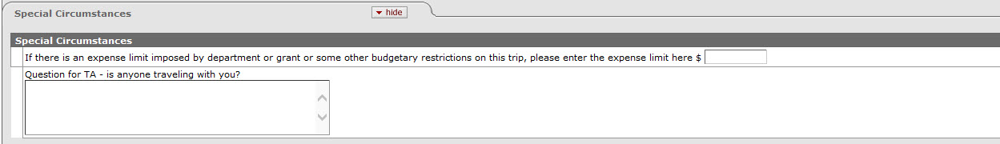 Special Circumstances
hide
Special Circumstances
If there is an expense limit imposed by department or grant or some other budgetary restrictions on this trip, please enter the expense limit here $
Question for TA - is anyone traveling with you?